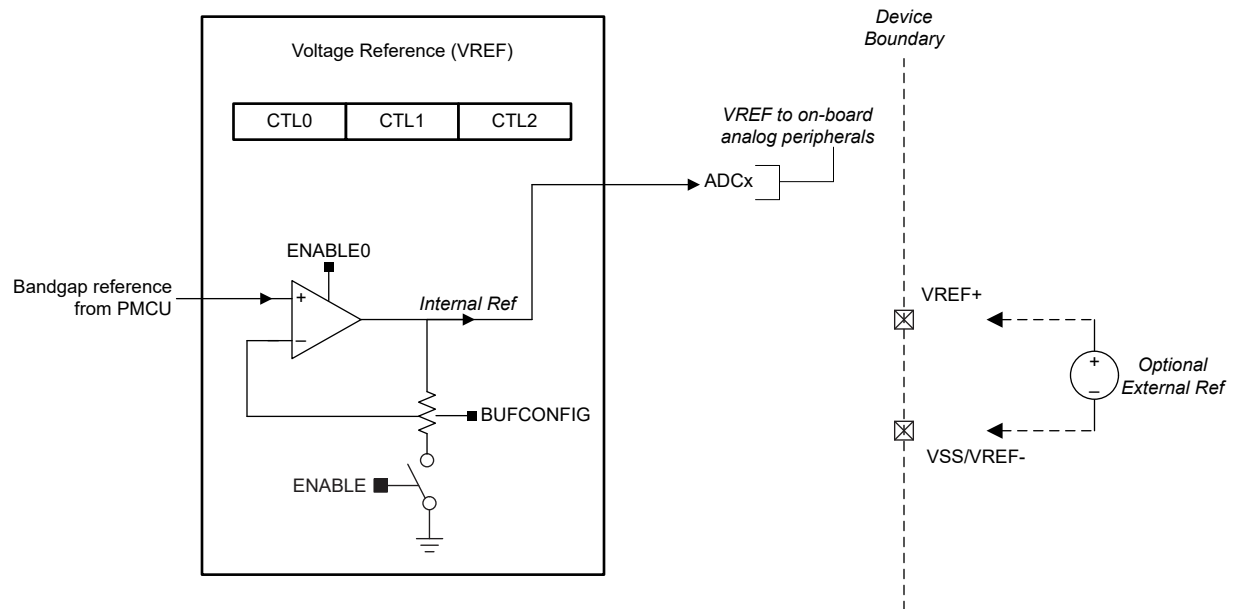 Device
Boundary
Voltage Reference (VREF)
CTL0 CTL1 CTL2
VREF to on-board
analog peripherals
ADCx
ENABLE0
Bandgap reference
from PMCU
+
−
Internal Ref
VREF+
+
−
Optional
External Ref
BUFCONFIG
VSS/VREF-
ENABLE